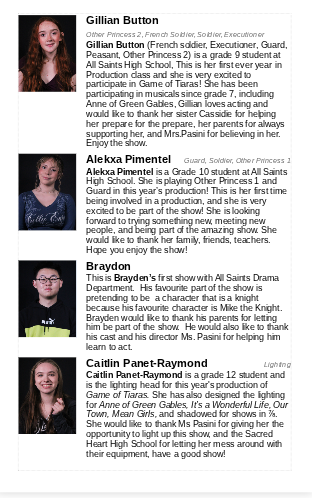 Gillian Button
Other Princess 2, French Soldier, Soldier, Executioner
Gillian Button (French soldier, Executioner, Guard,
Peasant, Other Princess 2) is a grade 9 student at
All Saints High School, This is her first ever year in
Production class and she is very excited to
participate in Game of Tiaras! She has been
participating in musicals since grade 7, including
Anne of Green Gables, Gillian loves acting and
would like to thank her sister Cassidie for helping
her prepare for the prepare, her parents for always
supporting her, and Mrs.Pasini for believing in her.
Enjoy the show.
Alekxa Pimentel Guard, Soldier, Other Princess 1
Alekxa Pimentel is a Grade 10 student at All Saints
High School. She is playing Other Princess 1 and
Guard in this year's production! This is her first time
being involved in a production, and she is very
excited to be part of the show! She is looking
forward to trying something new, meeting new
people, and being part of the amazing show. She
would like to thank her family, friends, teachers.
Hope you enjoy the show!
Braydon
This is Brayden's first show with All Saints Drama
Department. His favourite part of the show is
pretending to be a character that is a knight
because his favourite character is Mike the Knight.
Brayden would like to thank his parents for letting
him be part of the show. He would also like to thank
his cast and his director Ms. Pasini for helping him
learn to act.
Caitlin Panet-Raymond Lighting
Caitlin Panet-Raymond is a grade 12 student and
is the lighting head for this year's production of
Game of Tiaras. She has also designed the lighting
for Anne of Green Gables, It's a Wonderful Life, Our
Town, Mean Girls, and shadowed for shows in ⅞.
She would like to thank Ms Pasini for giving her the
opportunity to light up this show, and the Sacred
Heart High School for letting her mess around with
their equipment, have a good show!